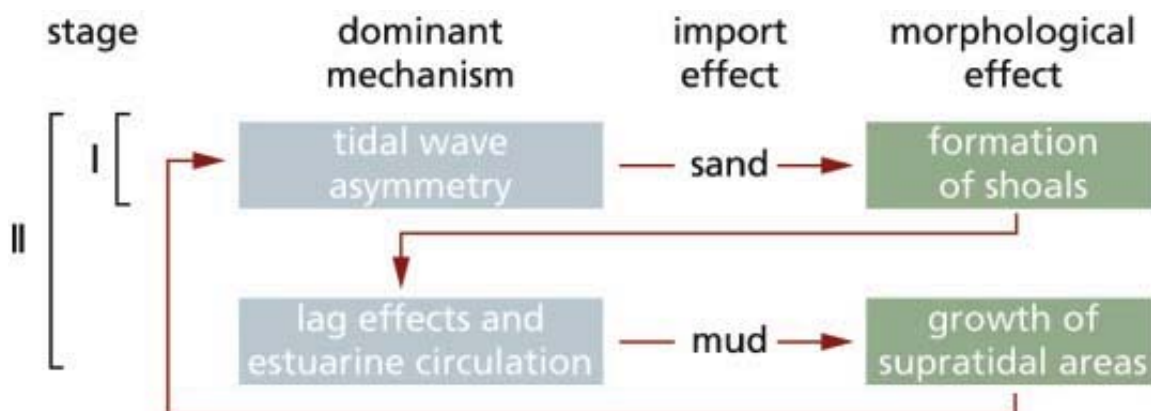 stage
dominant
mechanism
import
effect
morphological
effect
I
tidal wave
asymmetry
sand
formation
of shoals
II
lag effects and
estuarine circulation
mud
growth of
supratidal areas